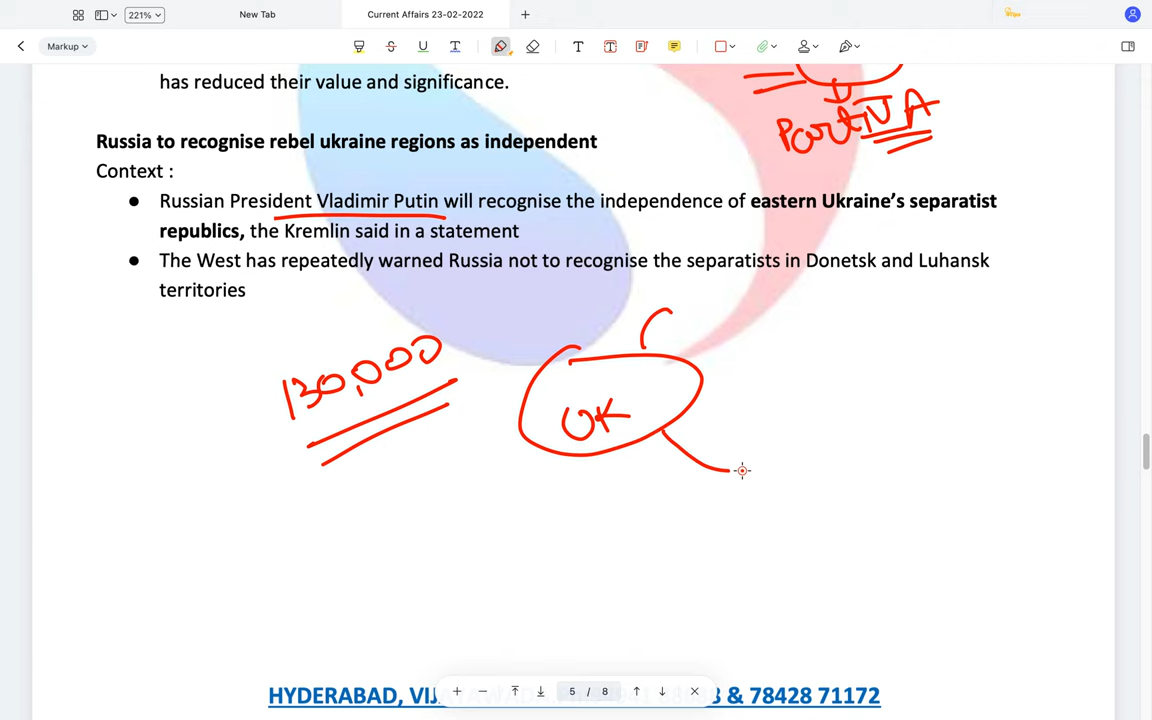 221%
New Tab
Current Affairs 23-02-2022
Markup
has reduced their value and significance.
Part IV A
Russia to recognise rebel ukraine regions as independent
Context :
● Russian President Vladimir Putin will recognise the independence of eastern Ukraine’s separatist
republics, the Kremlin said in a statement
● The West has repeatedly warned Russia not to recognise the separatists in Donetsk and Luhansk
territories
130,000
UK
5 / 8
HYDERABAD, & 78428 71172